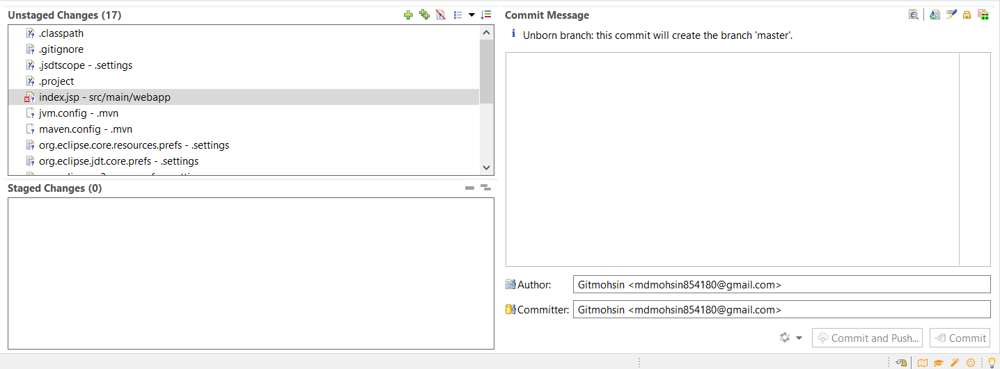 Unstaged Changes (17)
.classpath
.gitignore
.jsdtscope - .settings
.project
index.jsp - src/main/webapp
jvm.config - .mvn
maven.config - .mvn
org.eclipse.core.resources.prefs - .settings
org.eclipse.jdt.core.prefs - .settings
Staged Changes (0)
Commit Message
Unborn branch: this commit will create the branch 'master'.
Author: Gitmohsin <mdmohsin854180@gmail.com>
Committer: Gitmohsin <mdmohsin854180@gmail.com>
Commit and Push... Commit